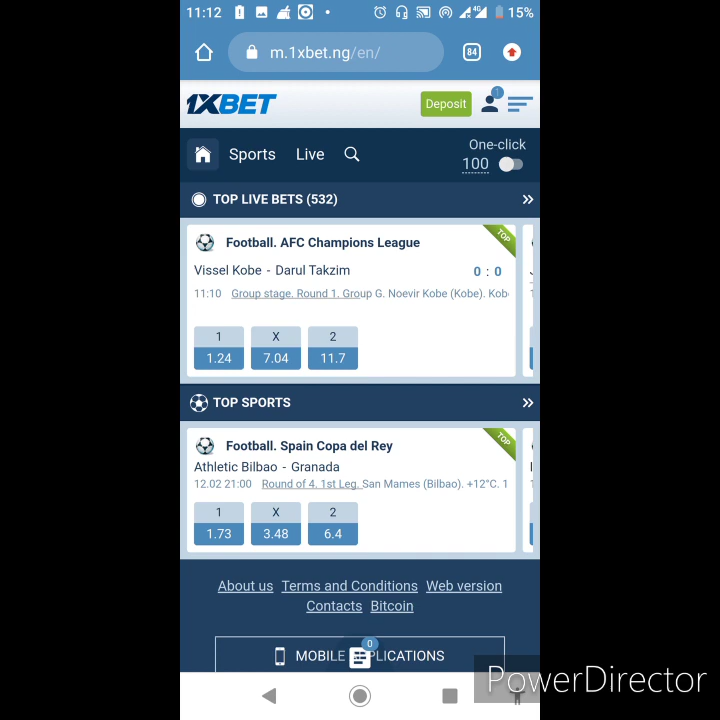 11:12 4G 15%
m.1xbet.ng/en/ 84
1XBET Deposit 1
Sports Live One-click
100
TOP LIVE BETS (532)
Football. AFC Champions League TOP
Vissel Kobe - Darul Takzim 0 : 0
11:10 Group stage. Round 1. Group G. Noevir Kobe (Kobe). Kob
1 X 2
1.24 7.04 11.7
TOP SPORTS
Football. Spain Copa del Rey TOP
Athletic Bilbao - Granada
12.02 21:00 Round of 4. 1st Leg. San Mames (Bilbao). +12°C. 1
1 X 2
1.73 3.48 6.4
About us Terms and Conditions Web version
Contacts Bitcoin
0
MOBILE PLICATIONS
PowerDirector